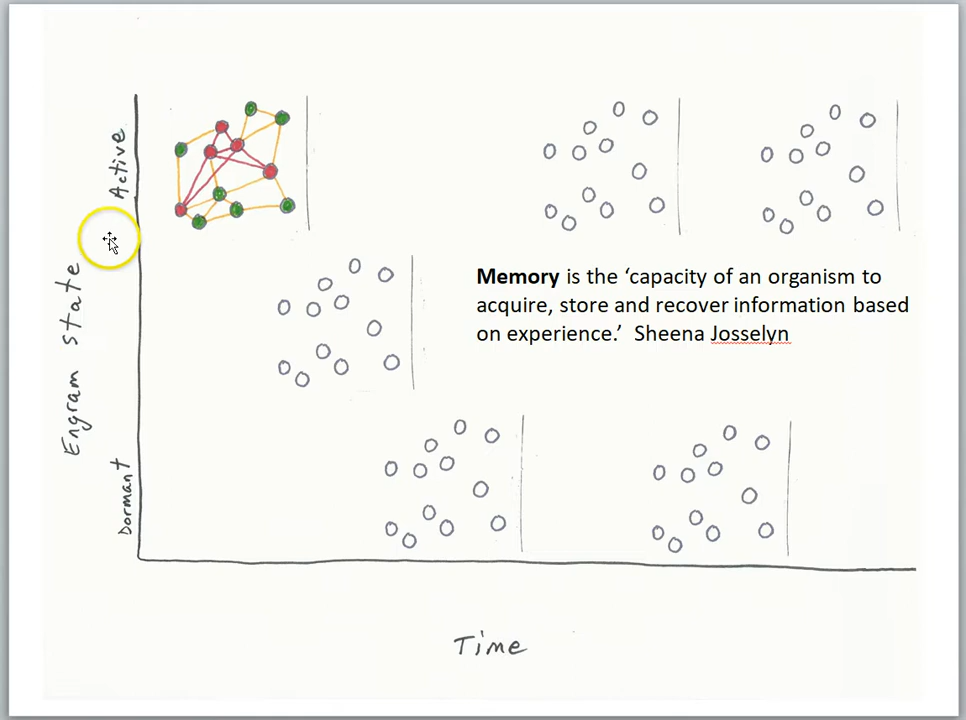 Active
Engram State
Dormant
Memory is the ‘capacity of an organism to
acquire, store and recover information based
on experience.’ Sheena Josselyn
Time